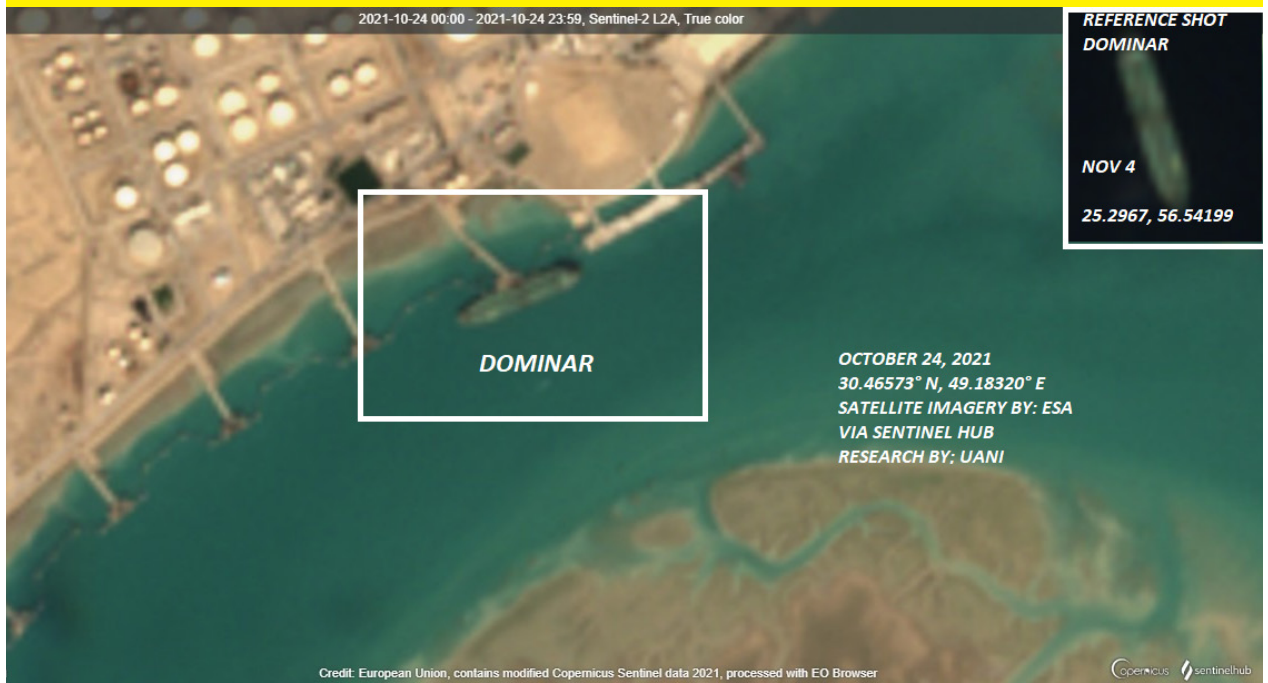 2021-10-24 00:00 - 2021-10-24 23:59, Sentinel-2 L2A, True color
REFERENCE SHOT
DOMINAR
NOV 4
25.2967, 56.54199
DOMINAR
OCTOBER 24, 2021
30.46573° N, 49.18320° E
SATELLITE IMAGERY BY: ESA
VIA SENTINEL HUB
RESEARCH BY; UANI
Credit: European Union, contains modified Copernicus Sentinel data 2021, processed with EO Browser
opernicus sentinelhub